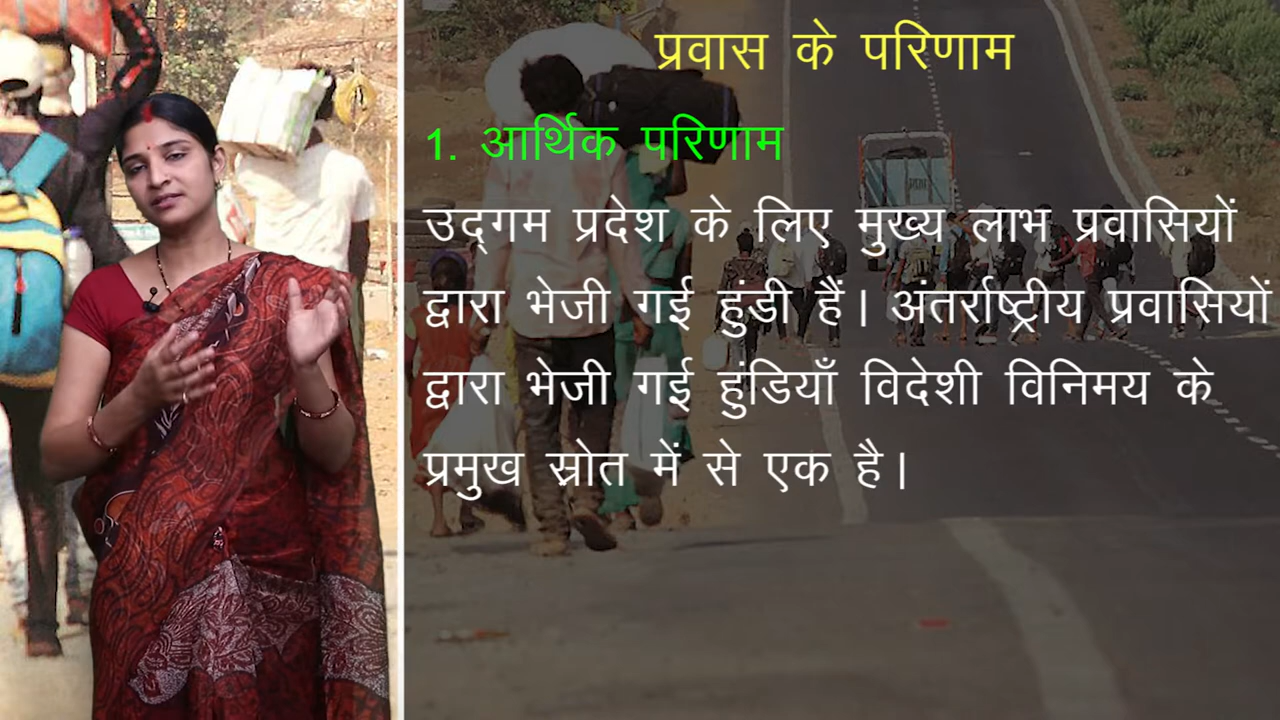 प्रवास के परिणाम
1. आर्थिक परिणाम
उद्गम प्रदेश के लिए मुख्य लाभ प्रवासियों
द्वारा भेजी गई हुंडी हैं। अंतर्राष्ट्रीय प्रवासियों
द्वारा भेजी गई हुंडियाँ विदेशी विनिमय के
प्रमुख स्रोत में से एक है।